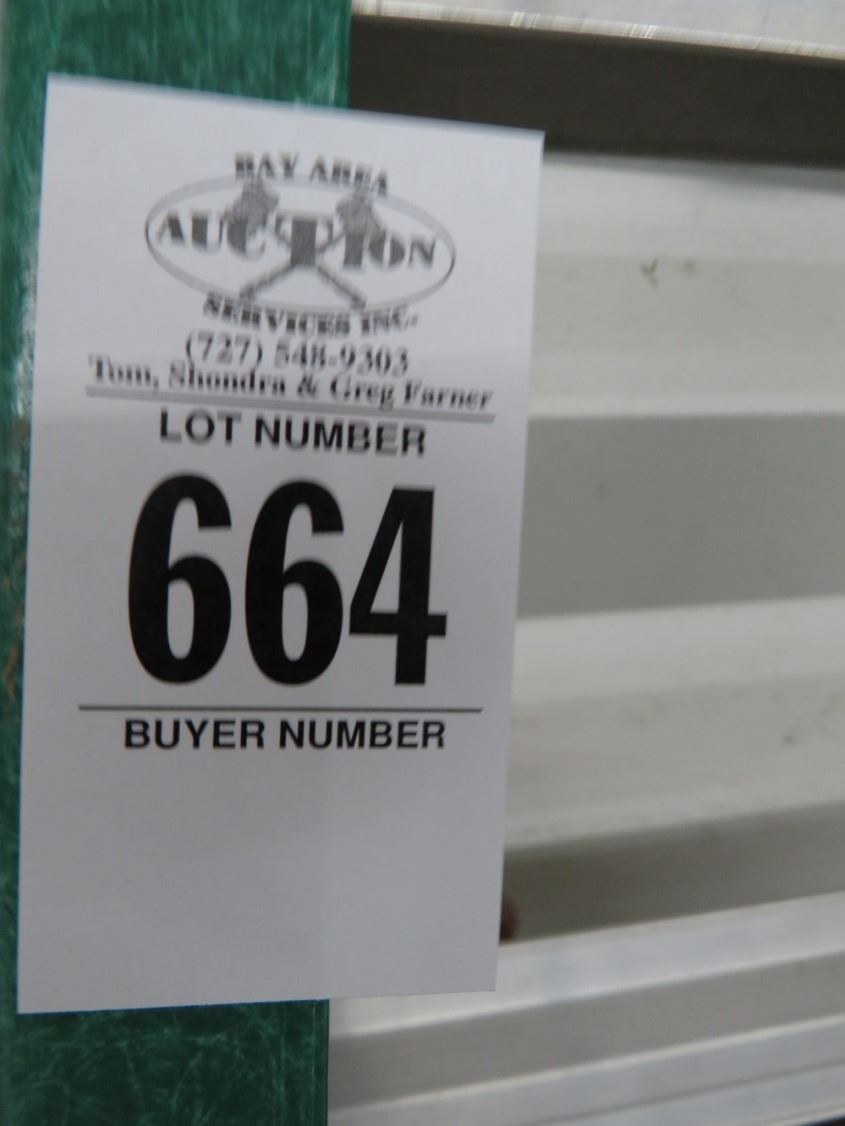 BAY AREA
AUCTION
SERVICES INC.
(727) 548-9303
Tom, Shondra & Greg Farner
LOT NUMBER
664
BUYER NUMBER